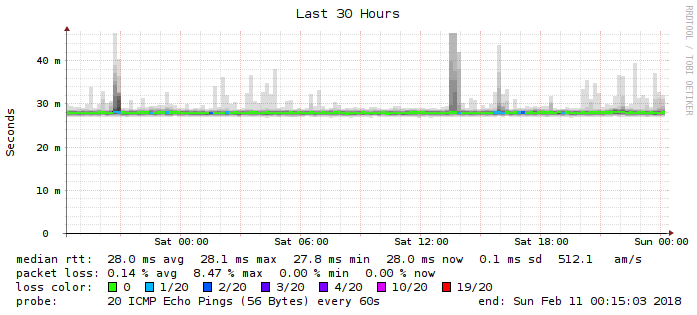 Last 30 Hours
RRDTOOL / TOBI OETIKER
Seconds
40 m
30 m
20 m
10 m
0
Sat 00:00 Sat 06:00 Sat 12:00 Sat 18:00 Sun 00:00
median rtt: 28.0 ms avg 28.1 ms max 27.8 ms min 28.0 ms now 0.1 ms sd 512.1 am/s
packet loss: 0.14 % avg 8.47 % max 0.00 % min 0.00 % now
loss color: 0 1/20 2/20 3/20 4/20 10/20 19/20
probe: 20 ICMP Echo Pings (56 Bytes) every 60s end: Sun Feb 11 00:15:03 2018